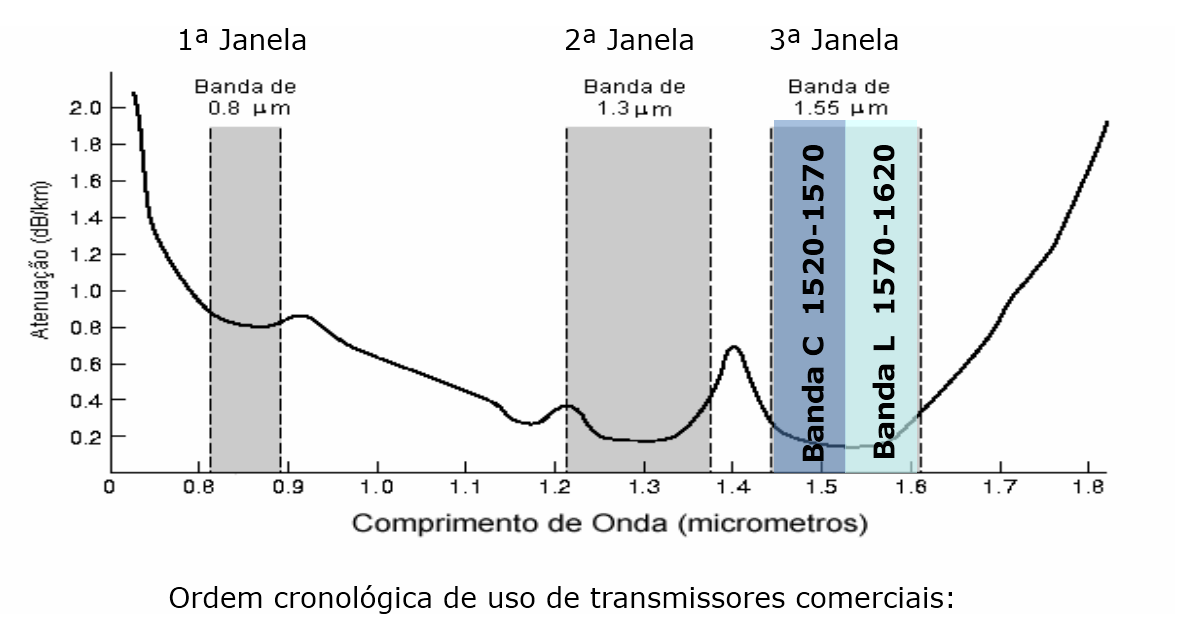 1ª Janela
2ª Janela
3ª Janela
Banda de
0.8 μm
Banda de
1.3 μm
Banda de
1.55 μm
Atenuação (dB/km)
2.0
1.8
1.6
1.4
1.2
1.0
0.8
0.6
0.4
0.2
Banda C 1520-1570
Banda L 1570-1620
0 0.8 0.9 1.0 1.1 1.2 1.3 1.4 1.5 1.6 1.7 1.8
Comprimento de Onda (micrometros)
Ordem cronológica de uso de transmissores comerciais: